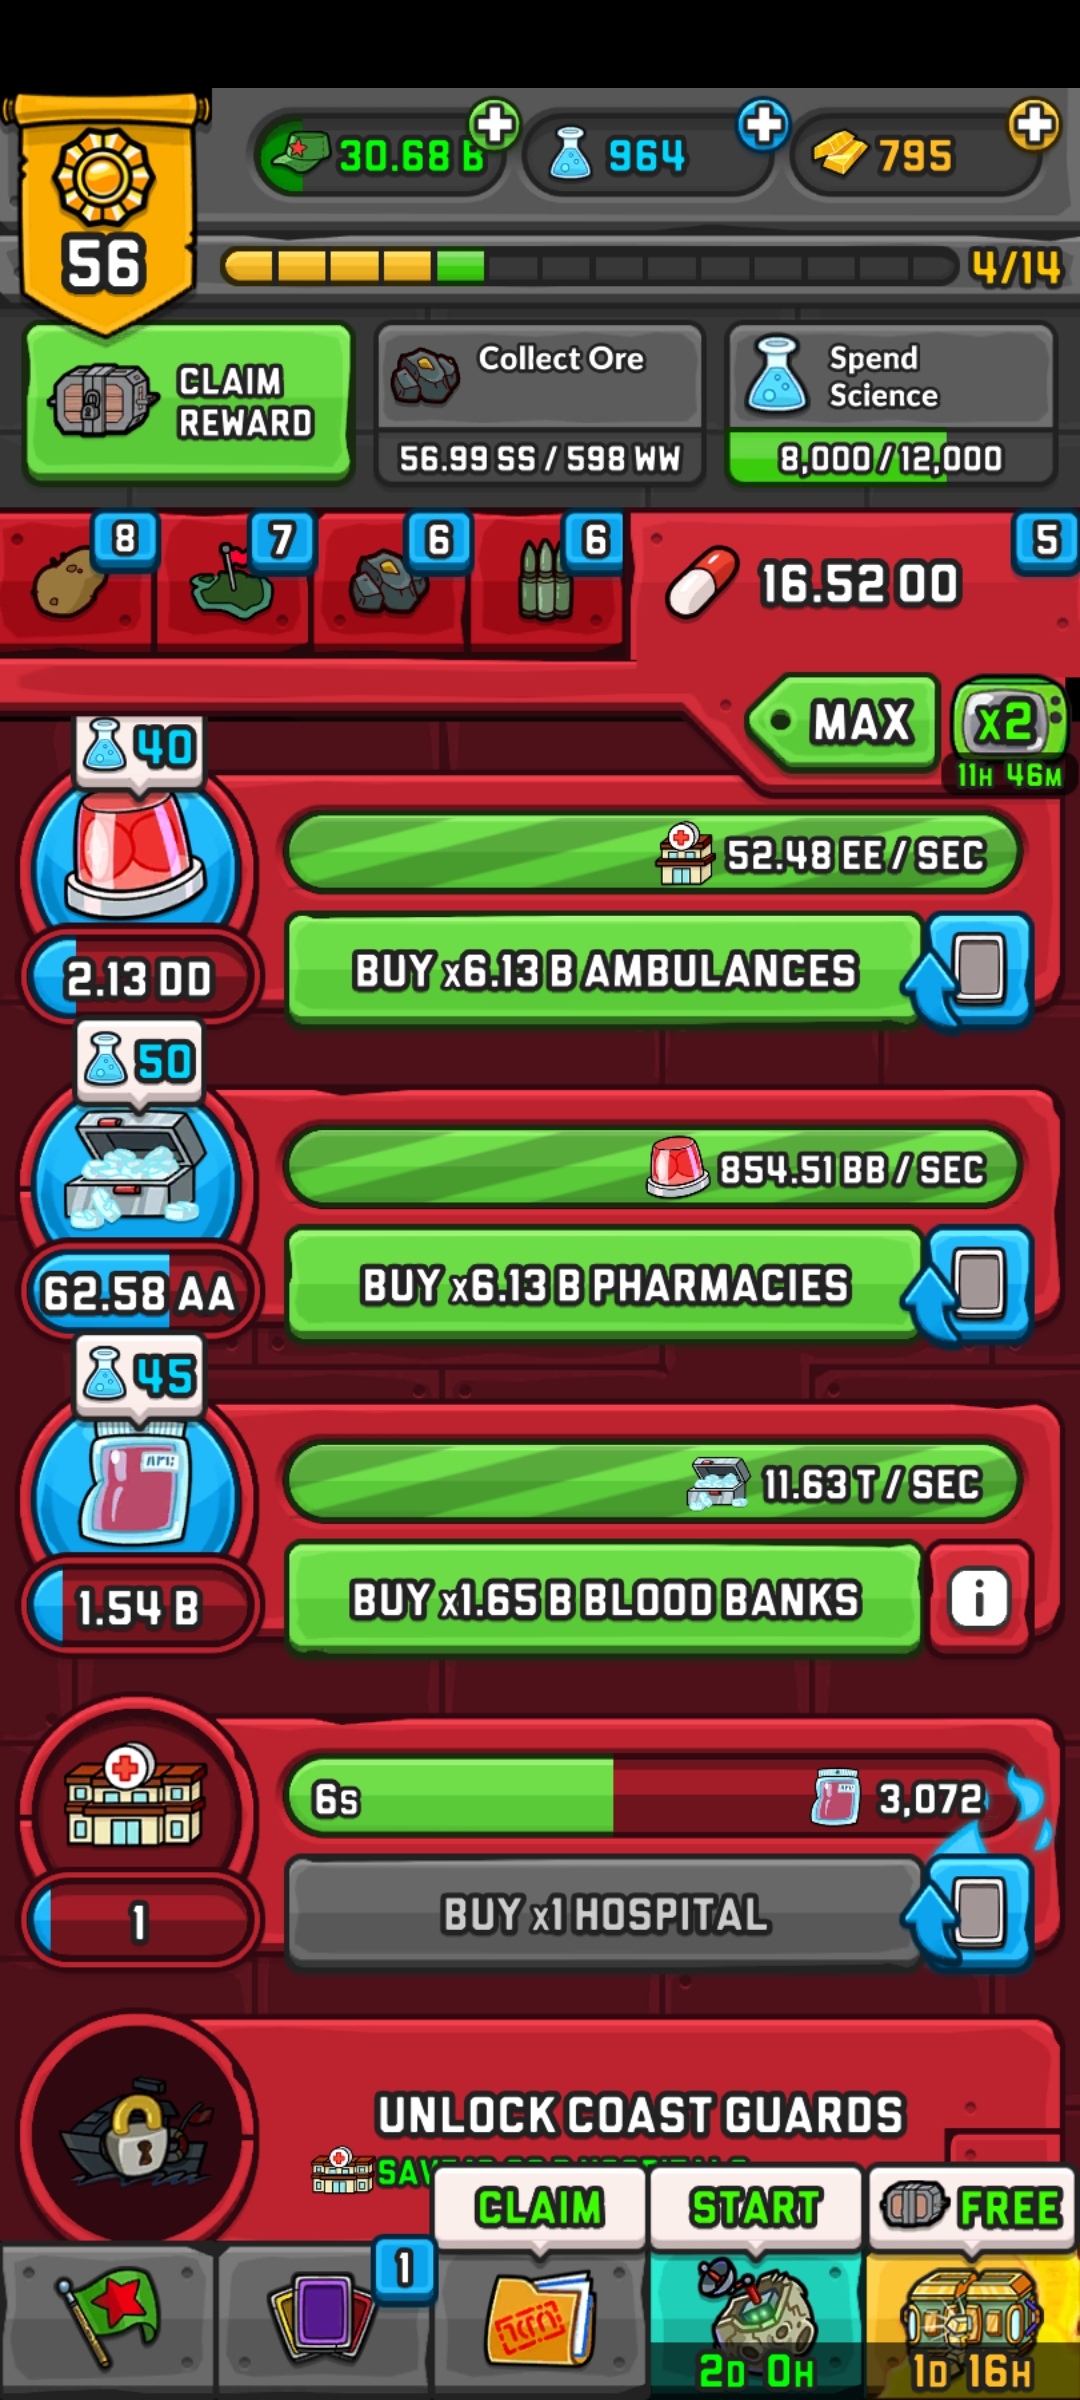 56
30.68 B
964
795
4/14
CLAIM
REWARD
Collect Ore
56.99 SS / 598 WW
Spend
Science
8,000 / 12,000
8
7
6
6
5
16.52 OO
MAX
x2
11H 46M
40
52.48 EE / SEC
2.13 DD
BUY x6.13 B AMBULANCES
50
854.51 BB / SEC
62.58 AA
BUY x6.13 B PHARMACIES
45
11.63 T / SEC
1.54 B
BUY x1.65 B BLOOD BANKS
i
6s
3,072
1
BUY x1 HOSPITAL
UNLOCK COAST GUARDS
CLAIM
START
FREE
1
2D 0H
1D 16H